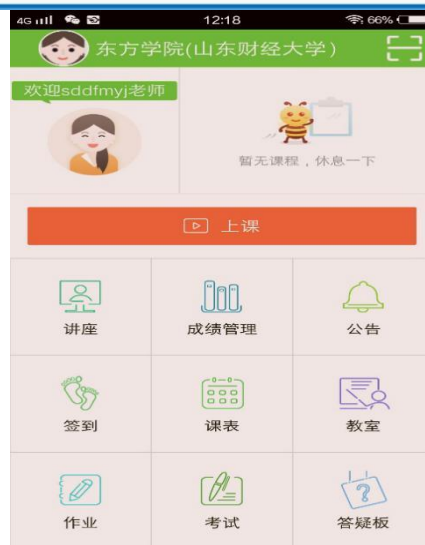 4G 12:18 66%
东方学院(山东财经大学)
欢迎sddfmyj老师
暂无课程，休息一下
上课
讲座 成绩管理 公告
签到 课表 教室
作业 考试 答疑板